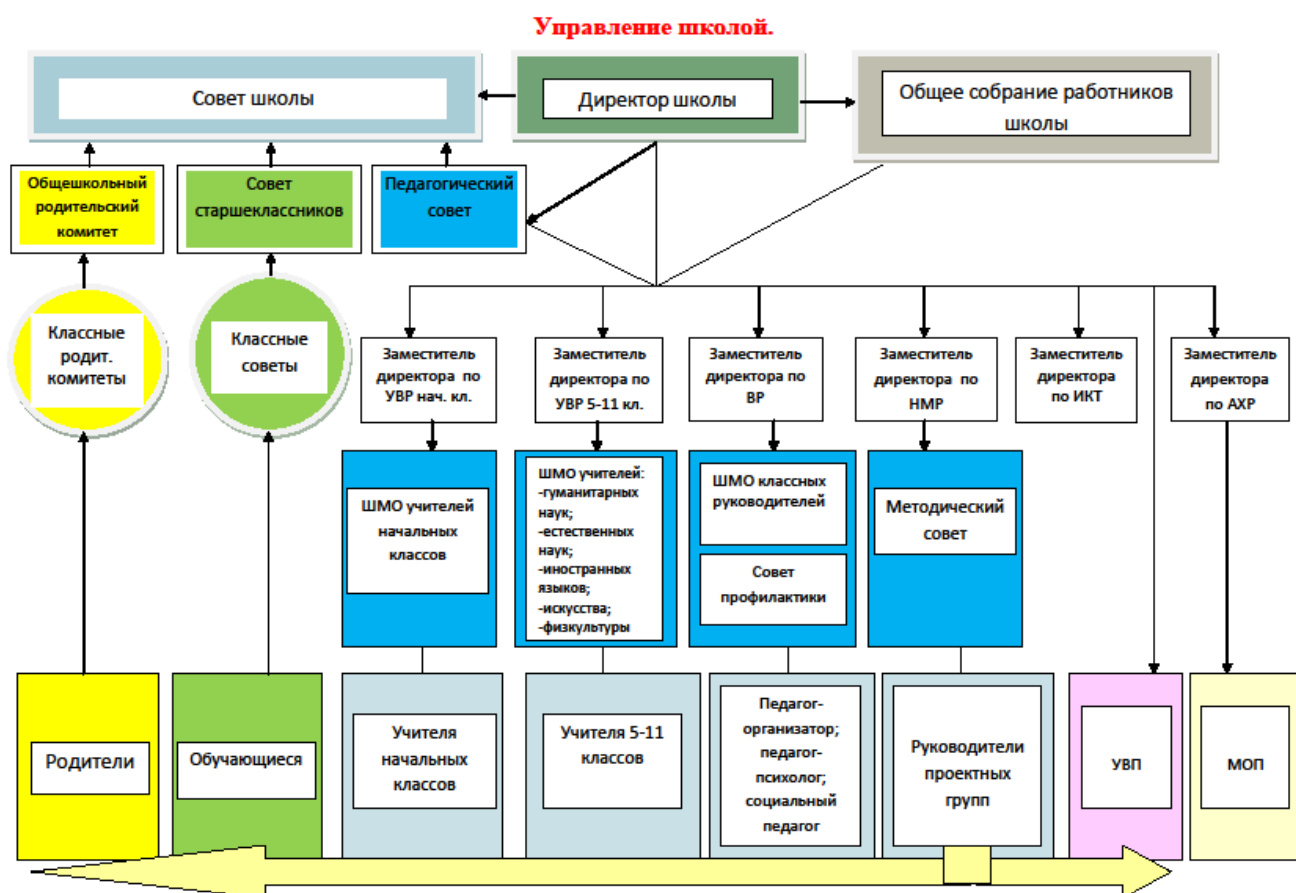 Управление школой.
Совет школы
Директор школы
Общее собрание работников
школы
Общешкольный
родительский
комитет
Совет
старшеклассников
Педагогический
совет
Классные
родит.
комитеты
Классные
советы
Заместитель
директора по
УВР нач. кл.
Заместитель
директора по
УВР 5-11 кл.
Заместитель
директора по
ВР
Заместитель
директора по
НМР
Заместитель
директора
по ИКТ
Заместитель
директора
по АХР
ШМО учителей
начальных
классов
ШМО учителей:
-гуманитарных
наук;
-естественных
наук;
-иностранных
языков;
-искусства;
-физкультуры
ШМО классных
руководителей
Совет
профилактики
Методический
совет
Родители
Обучающиеся
Учителя
начальных
классов
Учителя 5-11
классов
Педагог-
организатор;
педагог-
психолог;
социальный
педагог
Руководители
проектных
групп
УВП
МОП